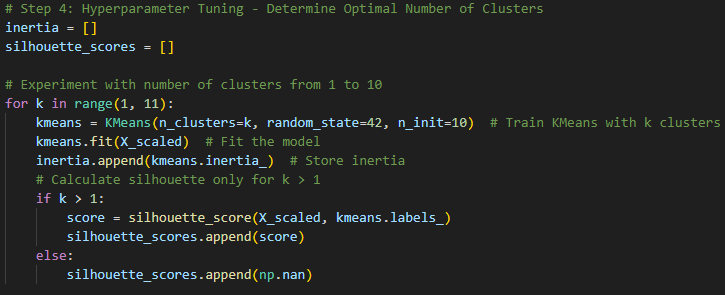 # Step 4: Hyperparameter Tuning - Determine Optimal Number of Clusters
inertia = []
silhouette_scores = []

# Experiment with number of clusters from 1 to 10
for k in range(1, 11):
    kmeans = KMeans(n_clusters=k, random_state=42, n_init=10)  # Train KMeans with k clusters
    kmeans.fit(X_scaled)  # Fit the model
    inertia.append(kmeans.inertia_)  # Store inertia
    # Calculate silhouette only for k > 1
    if k > 1:
        score = silhouette_score(X_scaled, kmeans.labels_)
        silhouette_scores.append(score)
    else:
        silhouette_scores.append(np.nan)